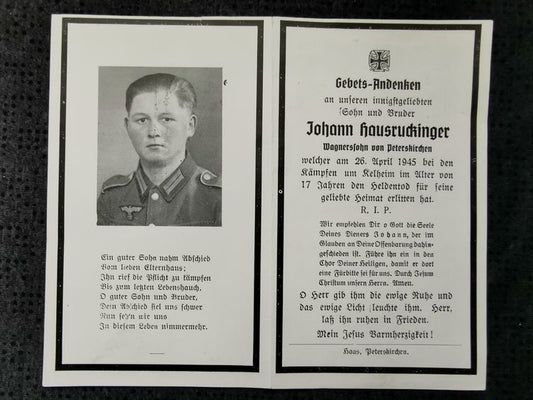 Ein guter Sohn nahm Abschied
Vom lieben Elternhaus;
Ihn rief die Pflicht zu kämpfen
Bis zum letzten Lebenshauch.
O guter Sohn und Bruder,
Dein Abschied fiel uns schwer
Nun seh'n wir uns
In diesem Leben nimmermehr.
Gebets-Andenken
an unseren innigstgeliebten
Sohn und Bruder
Johann Hausruckinger
Wagnerssohn von Peterskirchen
welcher am 26. April 1945 bei den
Kämpfen um Kelheim im Alter von
17 Jahren den Heldentod für seine
geliebte Heimat erlitten hat.
R. I. P.
Wir empfehlen Dir o Gott die Seele
Deines Dieners Johann, der im
Glauben an Deine Offenbarung dahin-
geschieden ist. Führe ihn ein in den
Chor Deiner Heiligen, damit er dort
eine Fürbitte sei für uns. Durch Jesum
Christum unsern Herrn. Amen.
O Herr gib ihm die ewige Ruhe und
das ewige Licht leuchte ihm. Herr,
laß ihn ruhen in Frieden.
Mein Jesus Barmherzigkeit!
Haas, Peterskirchen.